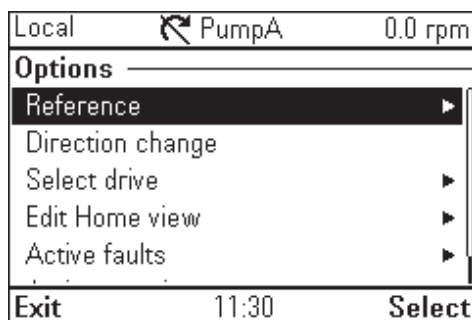 Local PumpA 0.0 rpm
Options
Reference
Direction change
Select drive
Edit Home view
Active faults
Exit 11:30 Select